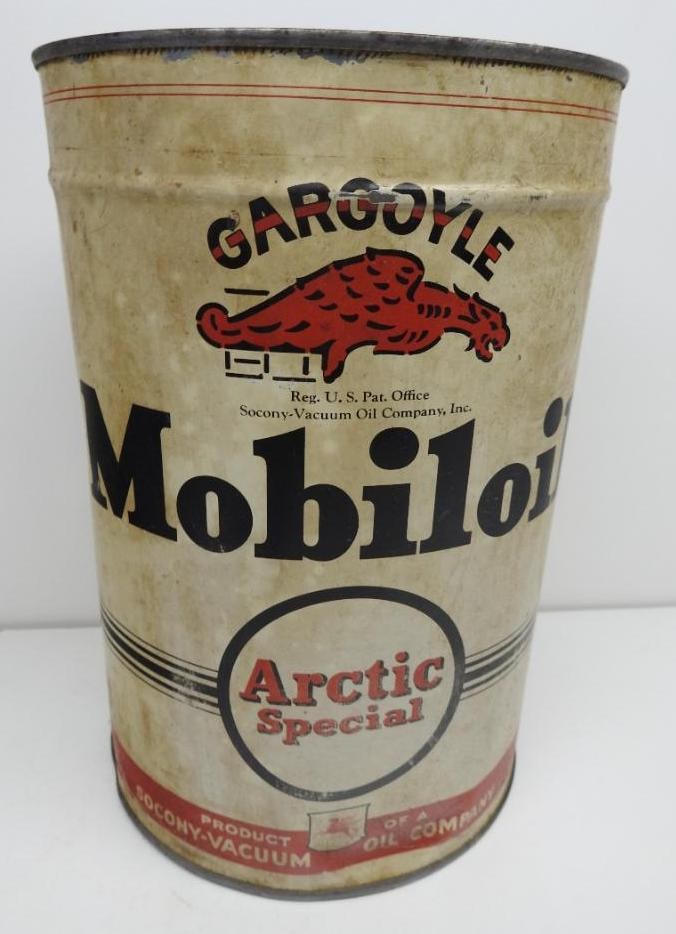 GARGOYLE
Reg. U. S. Pat. Office
Socony-Vacuum Oil Company, Inc.
Mobiloil
Arctic
Special
PRODUCT OF A
SOCONY-VACUUM OIL COMPANY